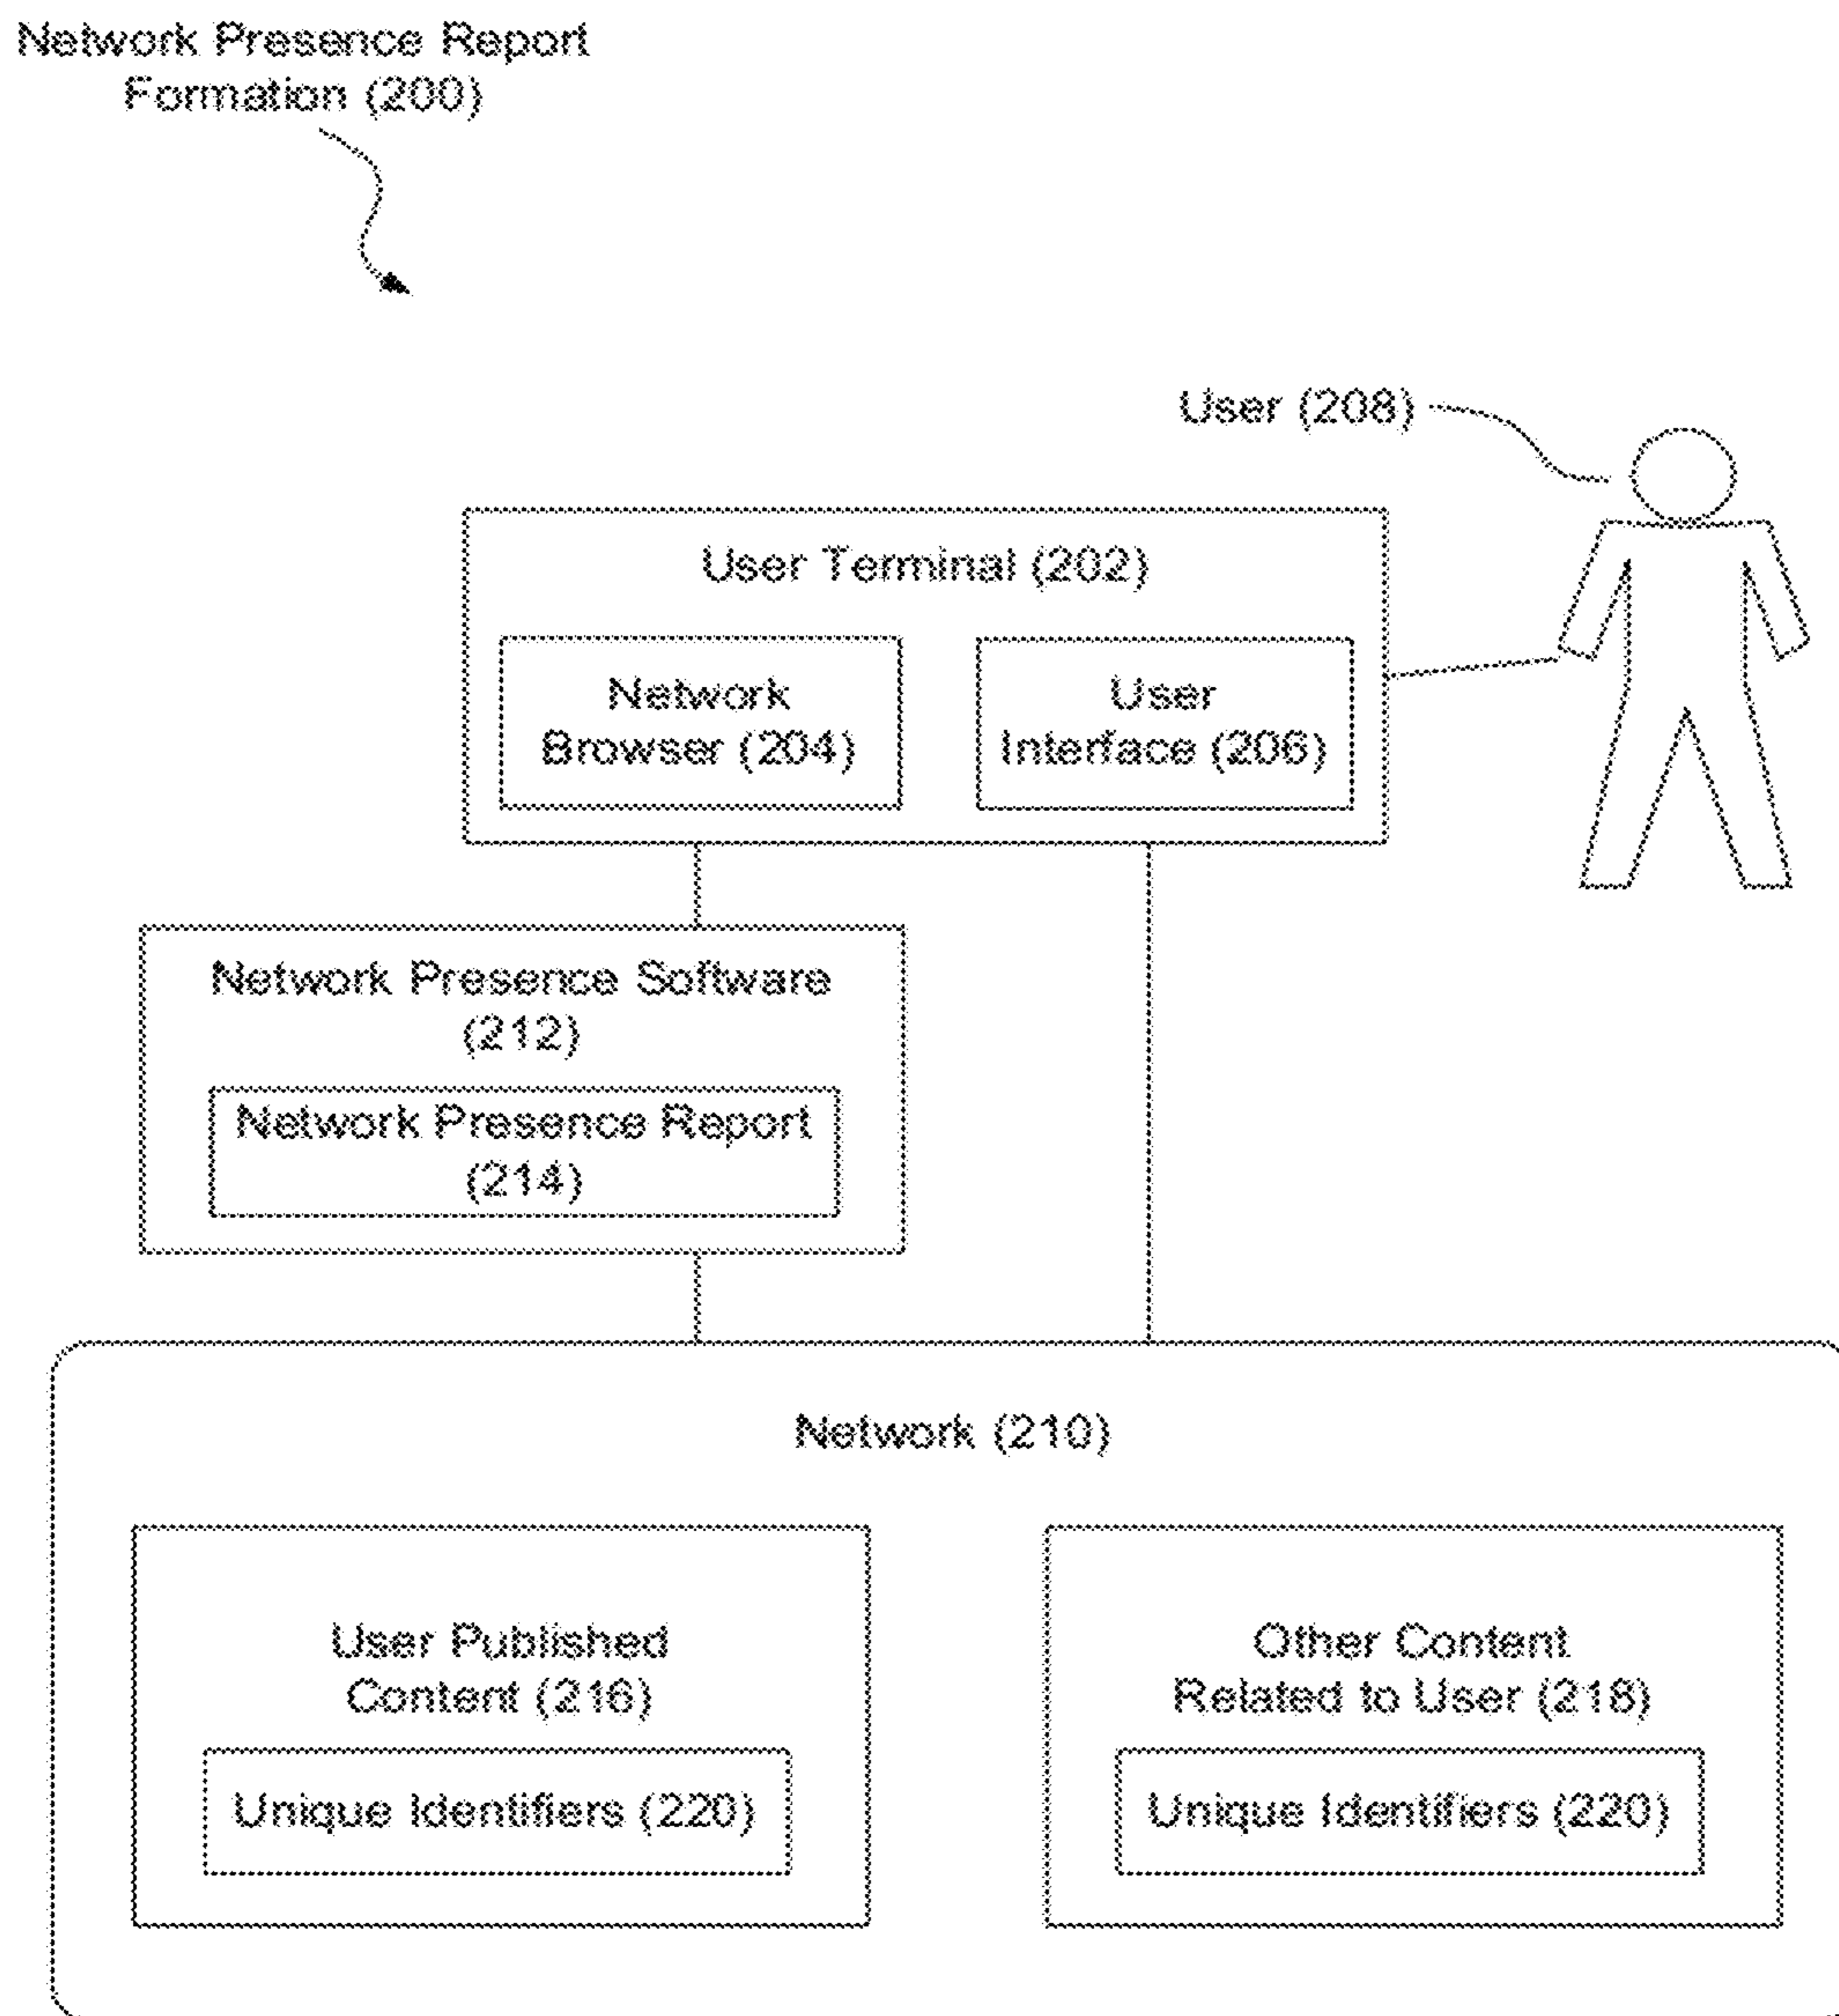 Network Presence Report
Formation (200)
User (208)
User Terminal (202)
Network
Browser (204)
User
Interface (206)
Network Presence Software
(212)
Network Presence Report
(214)
Network (210)
User Published
Content (216)
Unique Identifiers (220)
Other Content
Related to User (218)
Unique Identifiers (220)